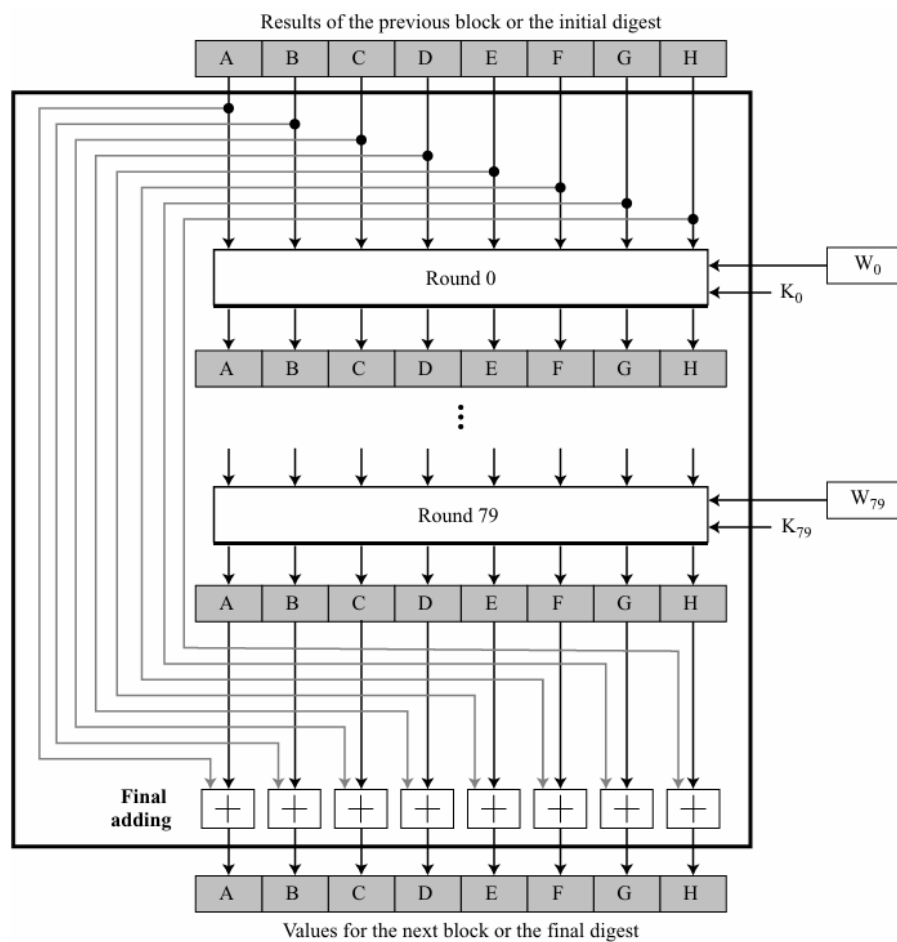 Results of the previous block or the initial digest
A B C D E F G H
Round 0
W0
K0
A B C D E F G H
Round 79
W79
K79
A B C D E F G H
Final
adding
A B C D E F G H
Values for the next block or the final digest